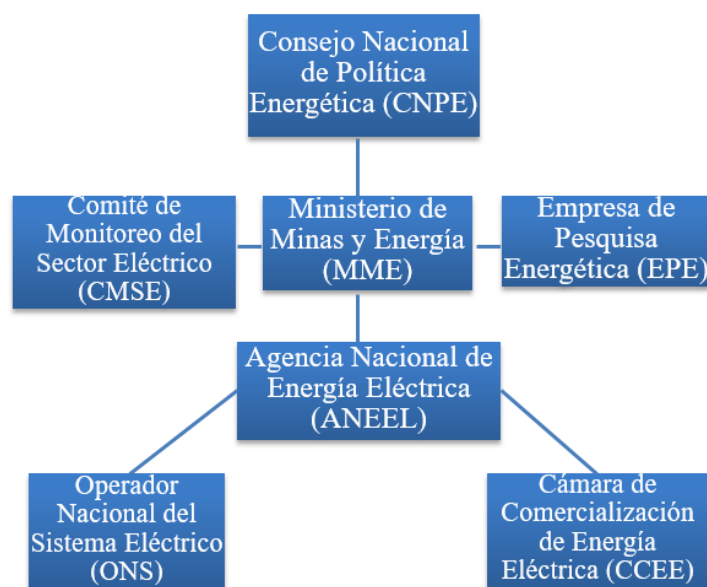 Consejo Nacional
de Política
Energética (CNPE)
Comité de
Monitoreo del
Sector Eléctrico
(CMSE)
Ministerio de
Minas y Energía
(MME)
Empresa de
Pesquisa
Energética (EPE)
Agencia Nacional de
Energía Eléctrica
(ANEEL)
Operador
Nacional del
Sistema Eléctrico
(ONS)
Cámara de
Comercialización
de Energía
Eléctrica (CCEE)